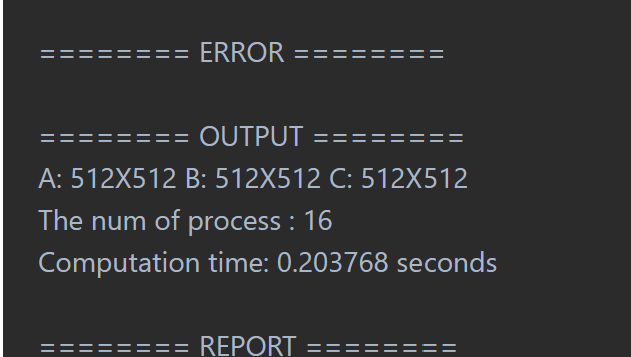 ======== ERROR ========
======== OUTPUT ========
A: 512X512 B: 512X512 C: 512X512
The num of process : 16
Computation time: 0.203768 seconds
======== REPORT ========